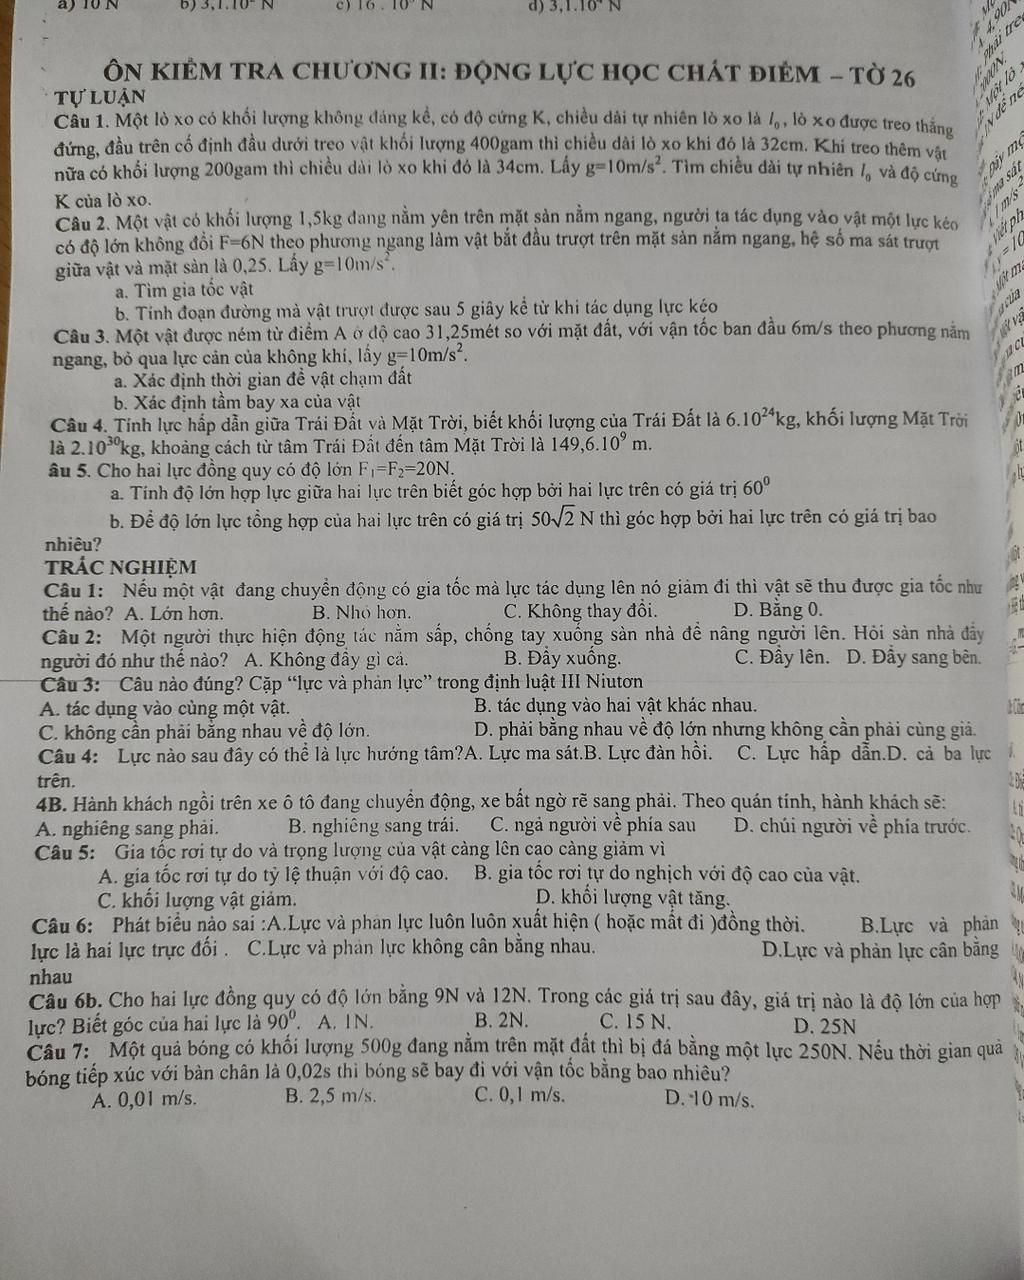 a) 10 N b) 3,1.10 N c) 16 . 10 N d) 3,1.10 N
ÔN KIỂM TRA CHƯƠNG II: ĐỘNG LỰC HỌC CHẤT ĐIỂM – TỜ 26
TỰ LUẬN
Câu 1. Một lò xo có khối lượng không đáng kể, có độ cứng K, chiều dài tự nhiên lò xo là l₀, lò xo được treo thẳng
đứng, đầu trên cố định đầu dưới treo vật khối lượng 400gam thì chiều dài lò xo khi đó là 32cm. Khi treo thêm vật
nữa có khối lượng 200gam thì chiều dài lò xo khi đó là 34cm. Lấy g=10m/s². Tìm chiều dài tự nhiên l₀ và độ cứng
K của lò xo.
Câu 2. Một vật có khối lượng 1,5kg đang nằm yên trên mặt sàn nằm ngang, người ta tác dụng vào vật một lực kéo
có độ lớn không đổi F=6N theo phương ngang làm vật bắt đầu trượt trên mặt sàn nằm ngang, hệ số ma sát trượt
giữa vật và mặt sàn là 0,25. Lấy g=10m/s².
a. Tìm gia tốc vật
b. Tính đoạn đường mà vật trượt được sau 5 giây kể từ khi tác dụng lực kéo
Câu 3. Một vật được ném từ điểm A ở độ cao 31,25mét so với mặt đất, với vận tốc ban đầu 6m/s theo phương nằm
ngang, bỏ qua lực cản của không khí, lấy g=10m/s².
a. Xác định thời gian để vật chạm đất
b. Xác định tầm bay xa của vật
Câu 4. Tính lực hấp dẫn giữa Trái Đất và Mặt Trời, biết khối lượng của Trái Đất là 6.10²⁴kg, khối lượng Mặt Trời
là 2.10³⁰kg, khoảng cách từ tâm Trái Đất đến tâm Mặt Trời là 149,6.10⁹ m.
âu 5. Cho hai lực đồng quy có độ lớn F₁=F₂=20N.
a. Tính độ lớn hợp lực giữa hai lực trên biết góc hợp bởi hai lực trên có giá trị 60⁰
b. Để độ lớn lực tổng hợp của hai lực trên có giá trị 50√2 N thì góc hợp bởi hai lực trên có giá trị bao
nhiêu?
TRẮC NGHIỆM
Câu 1: Nếu một vật đang chuyển động có gia tốc mà lực tác dụng lên nó giảm đi thì vật sẽ thu được gia tốc như
thế nào? A. Lớn hơn. B. Nhỏ hơn. C. Không thay đổi. D. Bằng 0.
Câu 2: Một người thực hiện động tác nằm sấp, chống tay xuống sàn nhà để nâng người lên. Hỏi sàn nhà đẩy
người đó như thế nào? A. Không đẩy gì cả. B. Đẩy xuống. C. Đẩy lên. D. Đẩy sang bên.
Câu 3: Câu nào đúng? Cặp “lực và phản lực” trong định luật III Niutơn
A. tác dụng vào cùng một vật. B. tác dụng vào hai vật khác nhau.
C. không cần phải bằng nhau về độ lớn. D. phải bằng nhau về độ lớn nhưng không cần phải cùng giá.
Câu 4: Lực nào sau đây có thể là lực hướng tâm?A. Lực ma sát.B. Lực đàn hồi. C. Lực hấp dẫn.D. cả ba lực
trên.
4B. Hành khách ngồi trên xe ô tô đang chuyển động, xe bất ngờ rẽ sang phải. Theo quán tính, hành khách sẽ:
A. nghiêng sang phải. B. nghiêng sang trái. C. ngả người về phía sau D. chúi người về phía trước.
Câu 5: Gia tốc rơi tự do và trọng lượng của vật càng lên cao càng giảm vì
A. gia tốc rơi tự do tỷ lệ thuận với độ cao. B. gia tốc rơi tự do nghịch với độ cao của vật.
C. khối lượng vật giảm. D. khối lượng vật tăng.
Câu 6: Phát biểu nào sai :A.Lực và phản lực luôn luôn xuất hiện ( hoặc mất đi )đồng thời. B.Lực và phản
lực là hai lực trực đối . C.Lực và phản lực không cân bằng nhau. D.Lực và phản lực cân bằng
nhau
Câu 6b. Cho hai lực đồng quy có độ lớn bằng 9N và 12N. Trong các giá trị sau đây, giá trị nào là độ lớn của hợp
lực? Biết góc của hai lực là 90⁰. A. 1N. B. 2N. C. 15 N. D. 25N
Câu 7: Một quả bóng có khối lượng 500g đang nằm trên mặt đất thì bị đá bằng một lực 250N. Nếu thời gian quả
bóng tiếp xúc với bàn chân là 0,02s thì bóng sẽ bay đi với vận tốc bằng bao nhiêu?
A. 0,01 m/s. B. 2,5 m/s. C. 0,1 m/s. D. 10 m/s.